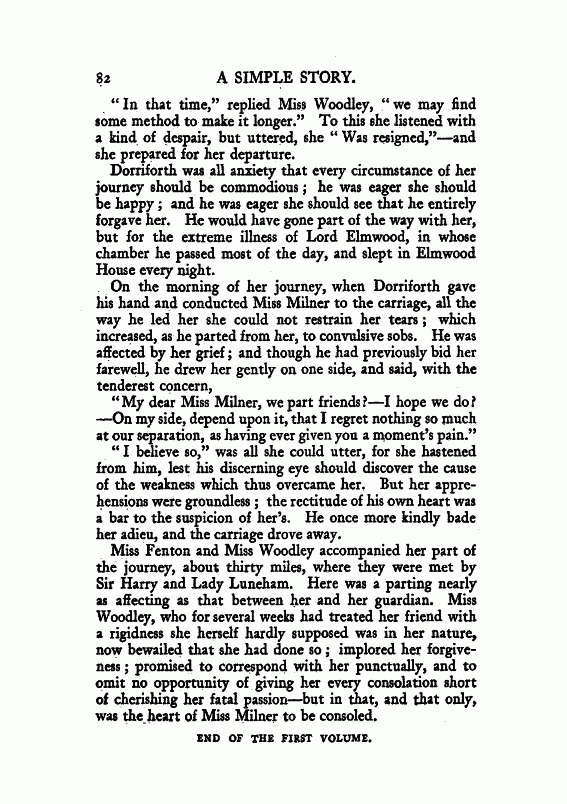 82 A SIMPLE STORY.
“ In that time,” replied Miss Woodley, “ we may find
some method to make it longer.” To this she listened with
a kind of despair, but uttered, she “ Was resigned,”—and
she prepared for her departure.
Dorriforth was all anxiety that every circumstance of her
journey should be commodious ; he was eager she should
be happy ; and he was eager she should see that he entirely
forgave her. He would have gone part of the way with her,
but for the extreme illness of Lord Elmwood, in whose
chamber he passed most of the day, and slept in Elmwood
House every night.
On the morning of her journey, when Dorriforth gave
his hand and conducted Miss Milner to the carriage, all the
way he led her she could not restrain her tears ; which
increased, as he parted from her, to convulsive sobs. He was
affected by her grief ; and though he had previously bid her
farewell, he drew her gently on one side, and said, with the
tenderest concern,
“ My dear Miss Milner, we part friends?—I hope we do?
—On my side, depend upon it, that I regret nothing so much
at our separation, as having ever given you a moment’s pain.”
“ I believe so,” was all she could utter, for she hastened
from him, lest his discerning eye should discover the cause
of the weakness which thus overcame her. But her appre-
hensions were groundless ; the rectitude of his own heart was
a bar to the suspicion of her’s. He once more kindly bade
her adieu, and the carriage drove away.
Miss Fenton and Miss Woodley accompanied her part of
the journey, about thirty miles, where they were met by
Sir Harry and Lady Luneham. Here was a parting nearly
as affecting as that between her and her guardian. Miss
Woodley, who for several weeks had treated her friend with
a rigidness she herself hardly supposed was in her nature,
now bewailed that she had done so ; implored her forgive-
ness ; promised to correspond with her punctually, and to
omit no opportunity of giving her every consolation short
of cherishing her fatal passion—but in that, and that only,
was the heart of Miss Milner to be consoled.
END OF THE FIRST VOLUME.